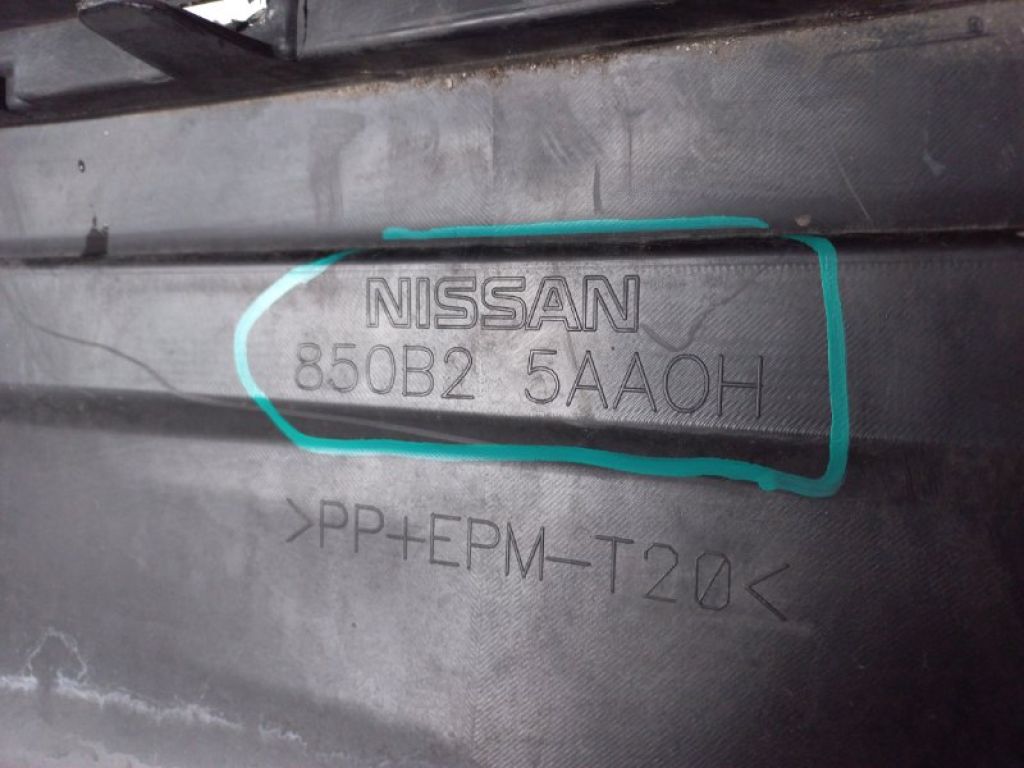 NISSAN
850B2 5AA0H
>PP+EPM-T20<